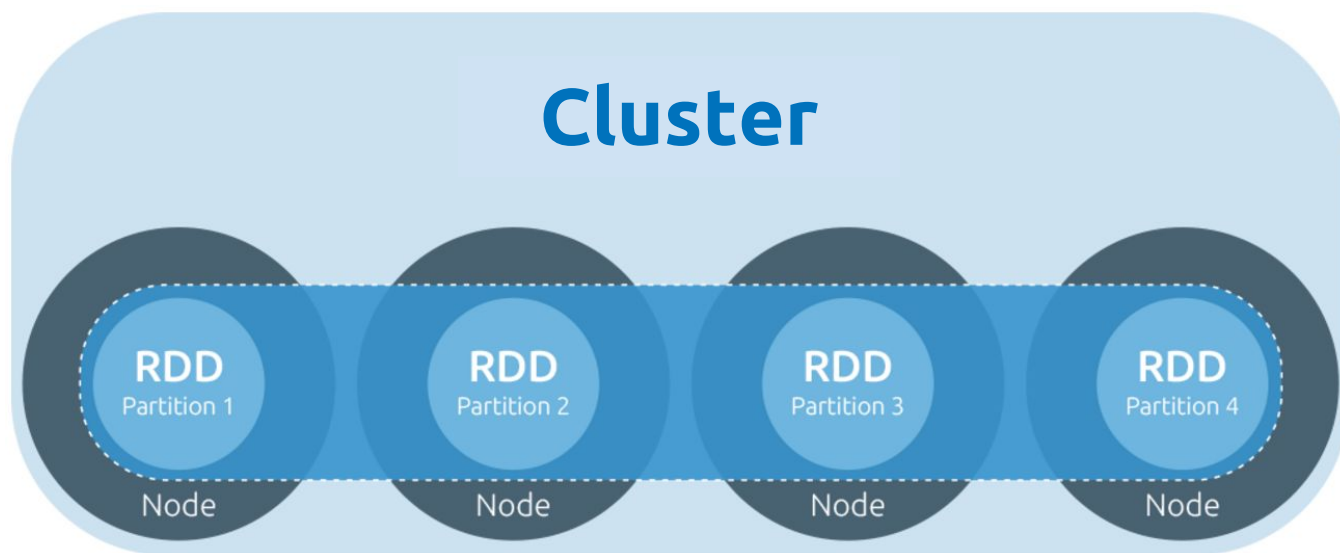 Cluster
RDD
Partition 1
Node
RDD
Partition 2
Node
RDD
Partition 3
Node
RDD
Partition 4
Node